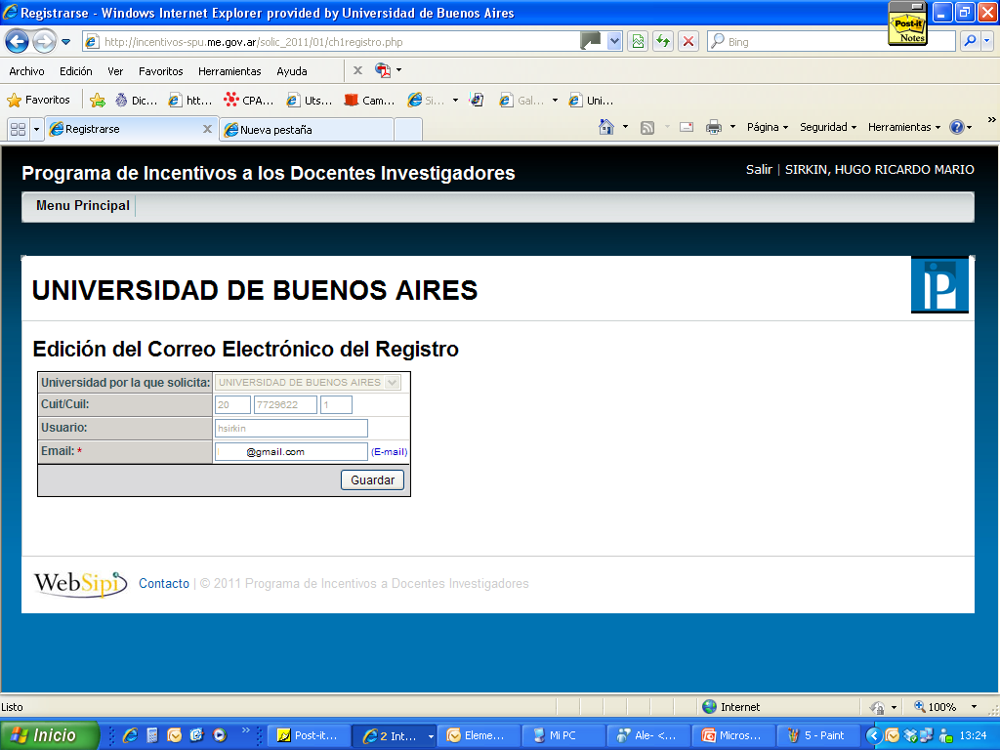 Registrarse - Windows Internet Explorer provided by Universidad de Buenos Aires
Post-it
Notes
http://incentivos-spu.me.gov.ar/solic_2011/01/ch1registro.php
Bing
Archivo Edición Ver Favoritos Herramientas Ayuda
Favoritos Dic... htt... CPA... Uts... Cam... Si... Gal... Uni...
Registrarse Nueva pestaña Página Seguridad Herramientas
Programa de Incentivos a los Docentes Investigadores
Salir | SIRKIN, HUGO RICARDO MARIO
Menu Principal
UNIVERSIDAD DE BUENOS AIRES
Edición del Correo Electrónico del Registro
Universidad por la que solicita: UNIVERSIDAD DE BUENOS AIRES
Cuit/Cuil: 20 7729622 1
Usuario: hsirkin
Email: * @gmail.com (E-mail)
Guardar
WebSipi Contacto | © 2011 Programa de Incentivos a Docentes Investigadores
Listo Internet 100%
Inicio Post-it... 2 Int... Eleme... Mi PC Ale- <... Micros... 5 - Paint 13:24